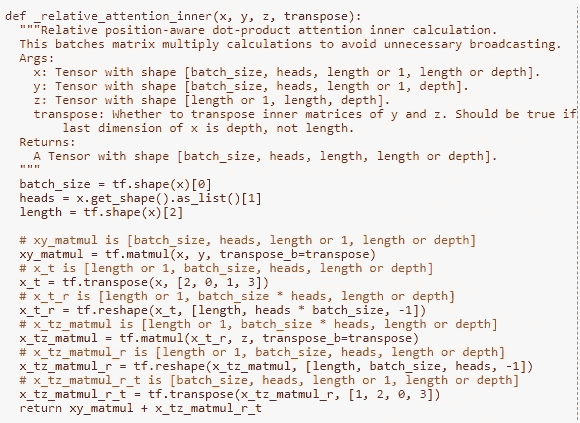 def _relative_attention_inner(x, y, z, transpose):
  """Relative position-aware dot-product attention inner calculation.
  This batches matrix multiply calculations to avoid unnecessary broadcasting.
  Args:
    x: Tensor with shape [batch_size, heads, length or 1, length or depth].
    y: Tensor with shape [batch_size, heads, length or 1, depth].
    z: Tensor with shape [length or 1, length, depth].
    transpose: Whether to transpose inner matrices of y and z. Should be true if
        last dimension of x is depth, not length.
  Returns:
    A Tensor with shape [batch_size, heads, length, length or depth].
  """
  batch_size = tf.shape(x)[0]
  heads = x.get_shape().as_list()[1]
  length = tf.shape(x)[2]

  # xy_matmul is [batch_size, heads, length or 1, length or depth]
  xy_matmul = tf.matmul(x, y, transpose_b=transpose)
  # x_t is [length or 1, batch_size, heads, length or depth]
  x_t = tf.transpose(x, [2, 0, 1, 3])
  # x_t_r is [length or 1, batch_size * heads, length or depth]
  x_t_r = tf.reshape(x_t, [length, heads * batch_size, -1])
  # x_tz_matmul is [length or 1, batch_size * heads, length or depth]
  x_tz_matmul = tf.matmul(x_t_r, z, transpose_b=transpose)
  # x_tz_matmul_r is [length or 1, batch_size, heads, length or depth]
  x_tz_matmul_r = tf.reshape(x_tz_matmul, [length, batch_size, heads, -1])
  # x_tz_matmul_r_t is [batch_size, heads, length or 1, length or depth]
  x_tz_matmul_r_t = tf.transpose(x_tz_matmul_r, [1, 2, 0, 3])
  return xy_matmul + x_tz_matmul_r_t